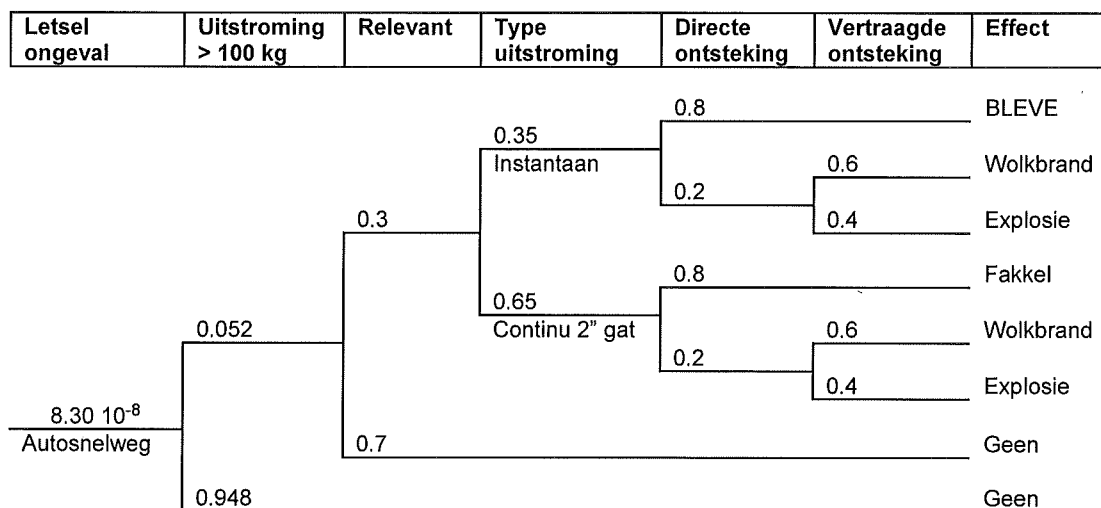 Letsel ongeval
Uitstroming > 100 kg
Relevant
Type uitstroming
Directe ontsteking
Vertraagde ontsteking
Effect
0.8
BLEVE
0.35
Instantaan
0.6
Wolkbrand
0.2
0.4
Explosie
0.3
0.8
Fakkel
0.65
Continu 2" gat
0.6
Wolkbrand
0.052
0.2
0.4
Explosie
8.30 10⁻⁸
Autosnelweg
0.7
Geen
0.948
Geen